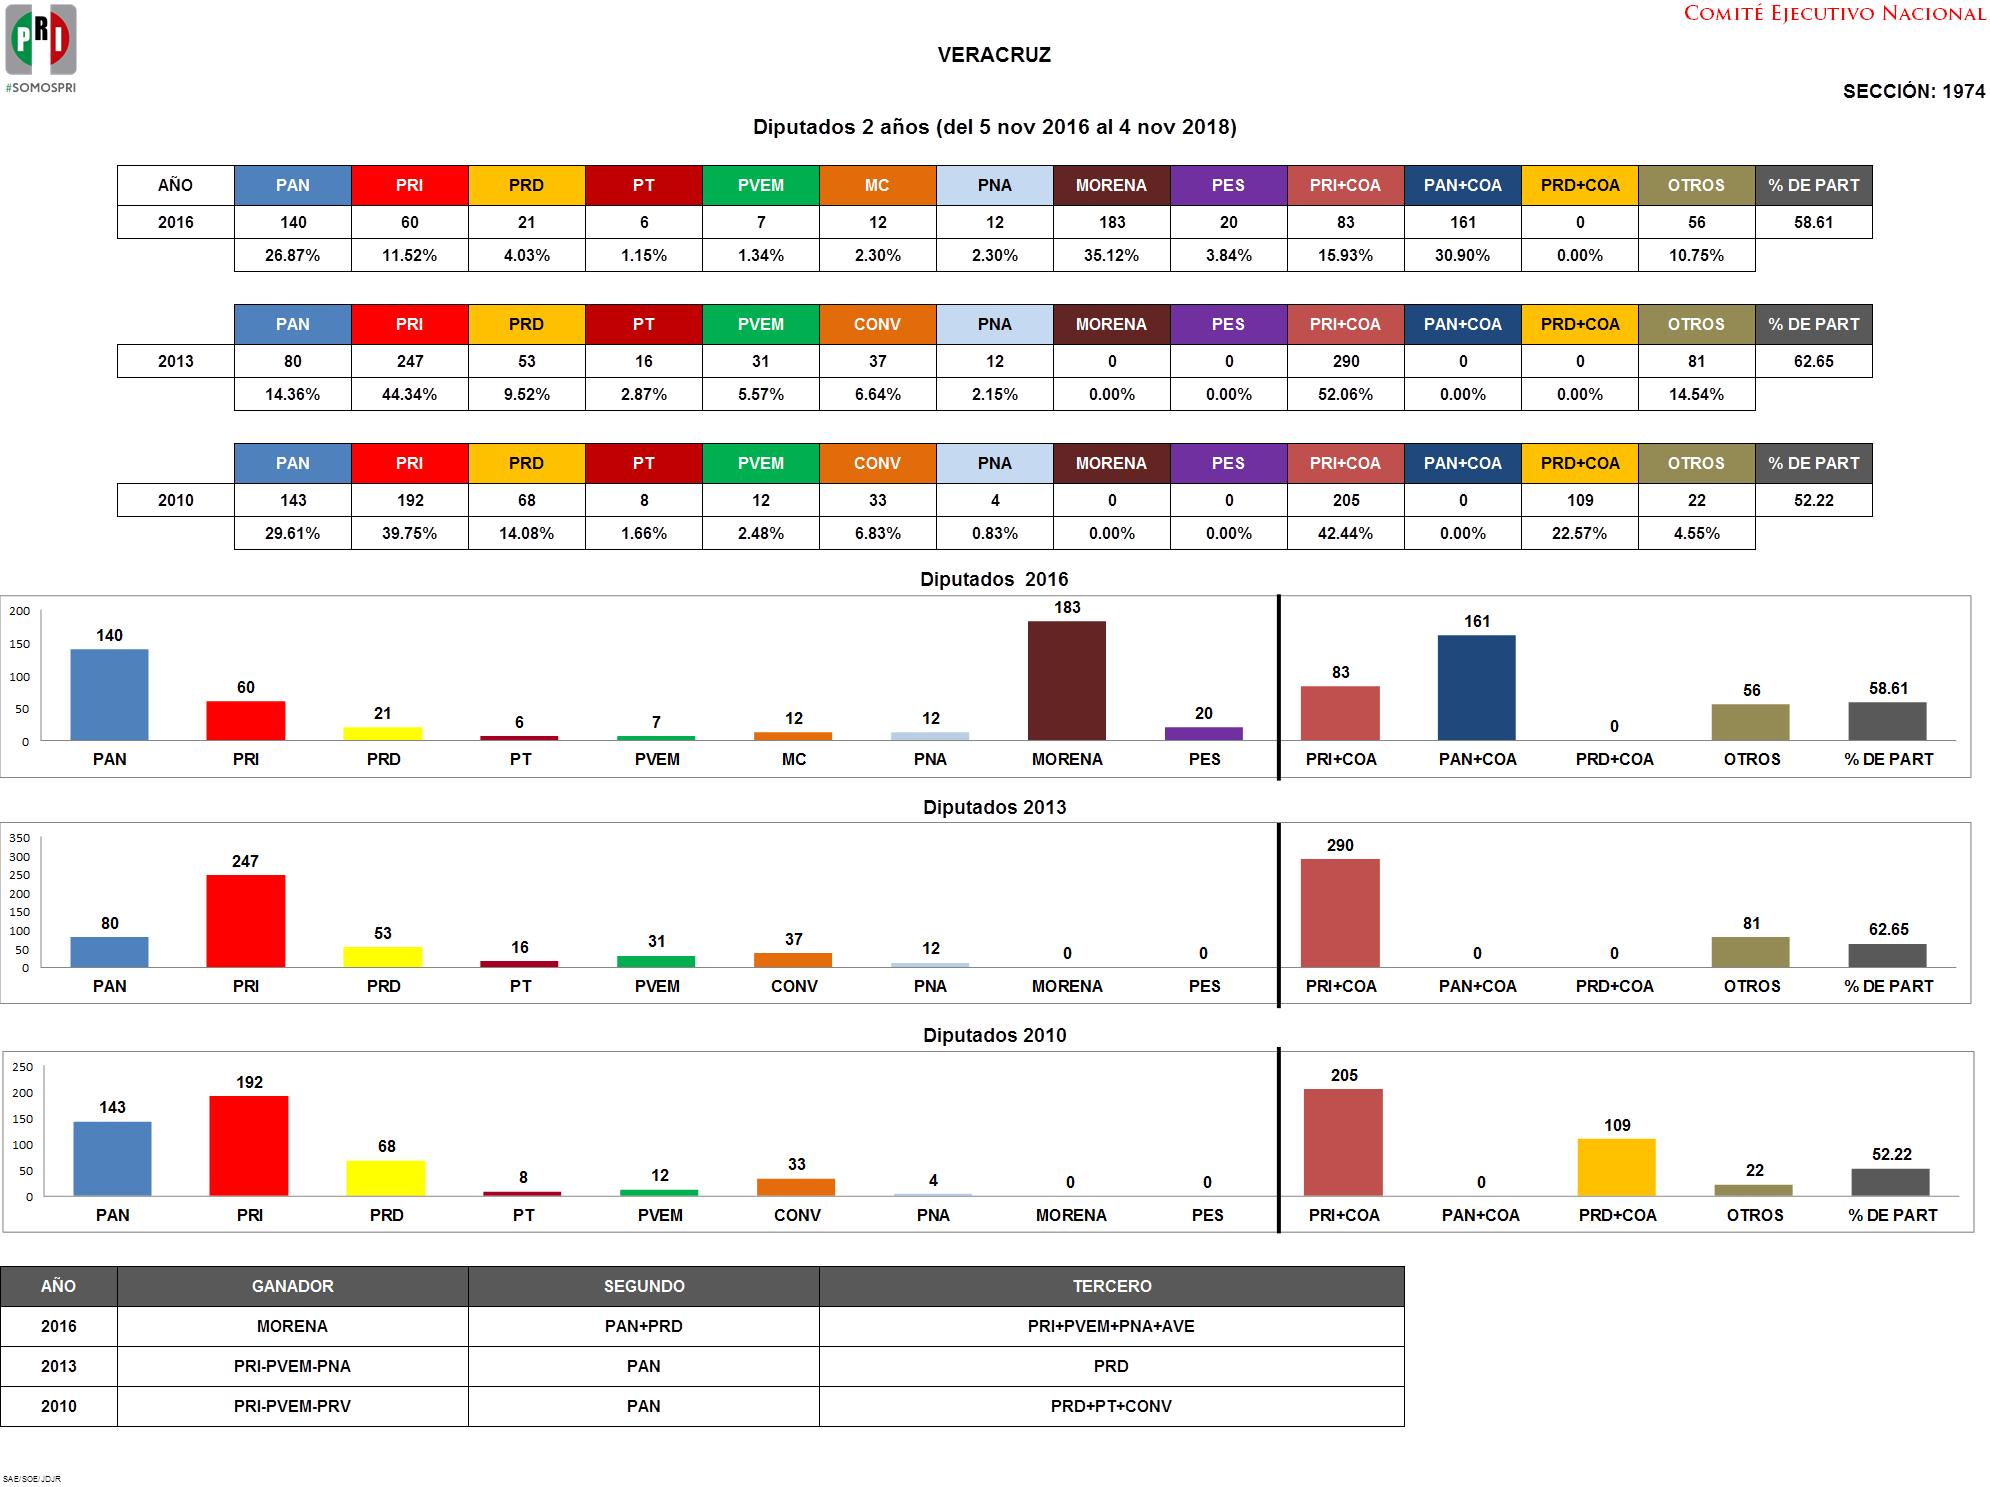 PRI
#SOMOSPRI
COMITÉ EJECUTIVO NACIONAL
VERACRUZ
SECCIÓN: 1974
Diputados 2 años (del 5 nov 2016 al 4 nov 2018)
AÑO PAN PRI PRD PT PVEM MC PNA MORENA PES PRI+COA PAN+COA PRD+COA OTROS % DE PART
2016 140 60 21 6 7 12 12 183 20 83 161 0 56 58.61
26.87% 11.52% 4.03% 1.15% 1.34% 2.30% 2.30% 35.12% 3.84% 15.93% 30.90% 0.00% 10.75%
PAN PRI PRD PT PVEM CONV PNA MORENA PES PRI+COA PAN+COA PRD+COA OTROS % DE PART
2013 80 247 53 16 31 37 12 0 0 290 0 0 81 62.65
14.36% 44.34% 9.52% 2.87% 5.57% 6.64% 2.15% 0.00% 0.00% 52.06% 0.00% 0.00% 14.54%
PAN PRI PRD PT PVEM CONV PNA MORENA PES PRI+COA PAN+COA PRD+COA OTROS % DE PART
2010 143 192 68 8 12 33 4 0 0 205 0 109 22 52.22
29.61% 39.75% 14.08% 1.66% 2.48% 6.83% 0.83% 0.00% 0.00% 42.44% 0.00% 22.57% 4.55%
Diputados 2016
200
150
100
50
0
140 60 21 6 7 12 12 183 20 83 161 0 56 58.61
PAN PRI PRD PT PVEM MC PNA MORENA PES PRI+COA PAN+COA PRD+COA OTROS % DE PART
Diputados 2013
350
300
250
200
150
100
50
0
80 247 53 16 31 37 12 0 0 290 0 0 81 62.65
PAN PRI PRD PT PVEM CONV PNA MORENA PES PRI+COA PAN+COA PRD+COA OTROS % DE PART
Diputados 2010
250
200
150
100
50
0
143 192 68 8 12 33 4 0 0 205 0 109 22 52.22
PAN PRI PRD PT PVEM CONV PNA MORENA PES PRI+COA PAN+COA PRD+COA OTROS % DE PART
AÑO GANADOR SEGUNDO TERCERO
2016 MORENA PAN+PRD PRI+PVEM+PNA+AVE
2013 PRI-PVEM-PNA PAN PRD
2010 PRI-PVEM-PRV PAN PRD+PT+CONV
SAE/SOE/JDJR